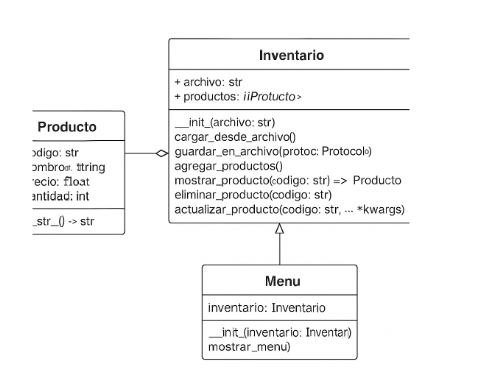 Inventario
+ archivo: str
+ productos: iiProtucto>
__init_(archivo: str)
cargar_desde_archivo()
guardar_en_archivo(protoc: Protocolo)
agregar_productos()
mostrar_producto(codigo: str) => Producto
eliminar_producto(codigo: str)
actualizar_producto(codigo: str, ... *kwargs)
Producto
odigo: str
ombro titring
recio: float
antidad: int
_str_() -> str
Menu
inventario: Inventario
__init_(inventario: Inventar)
mostrar_menu)